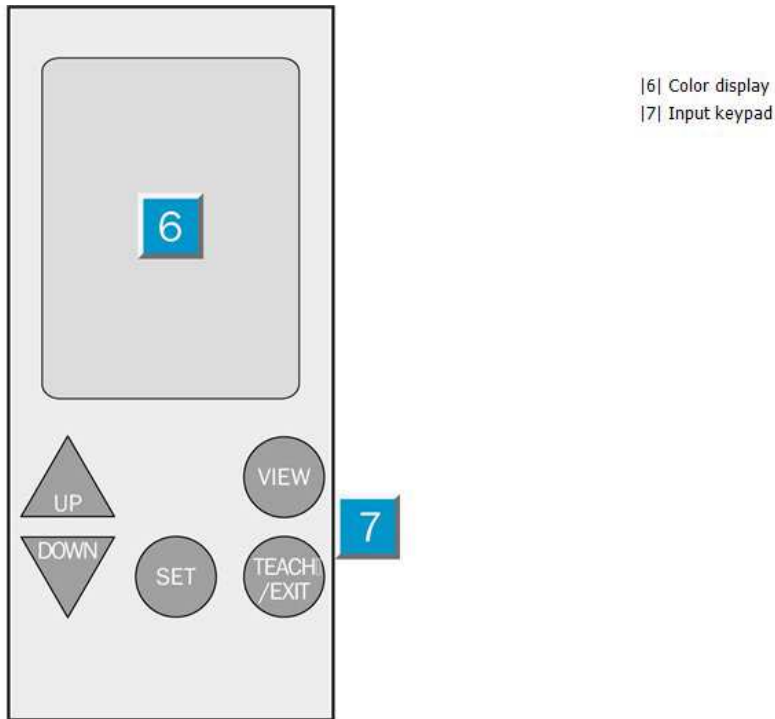 |6| Color display
|7| Input keypad
6
UP
VIEW
7
DOWN
SET
TEACH
/EXIT